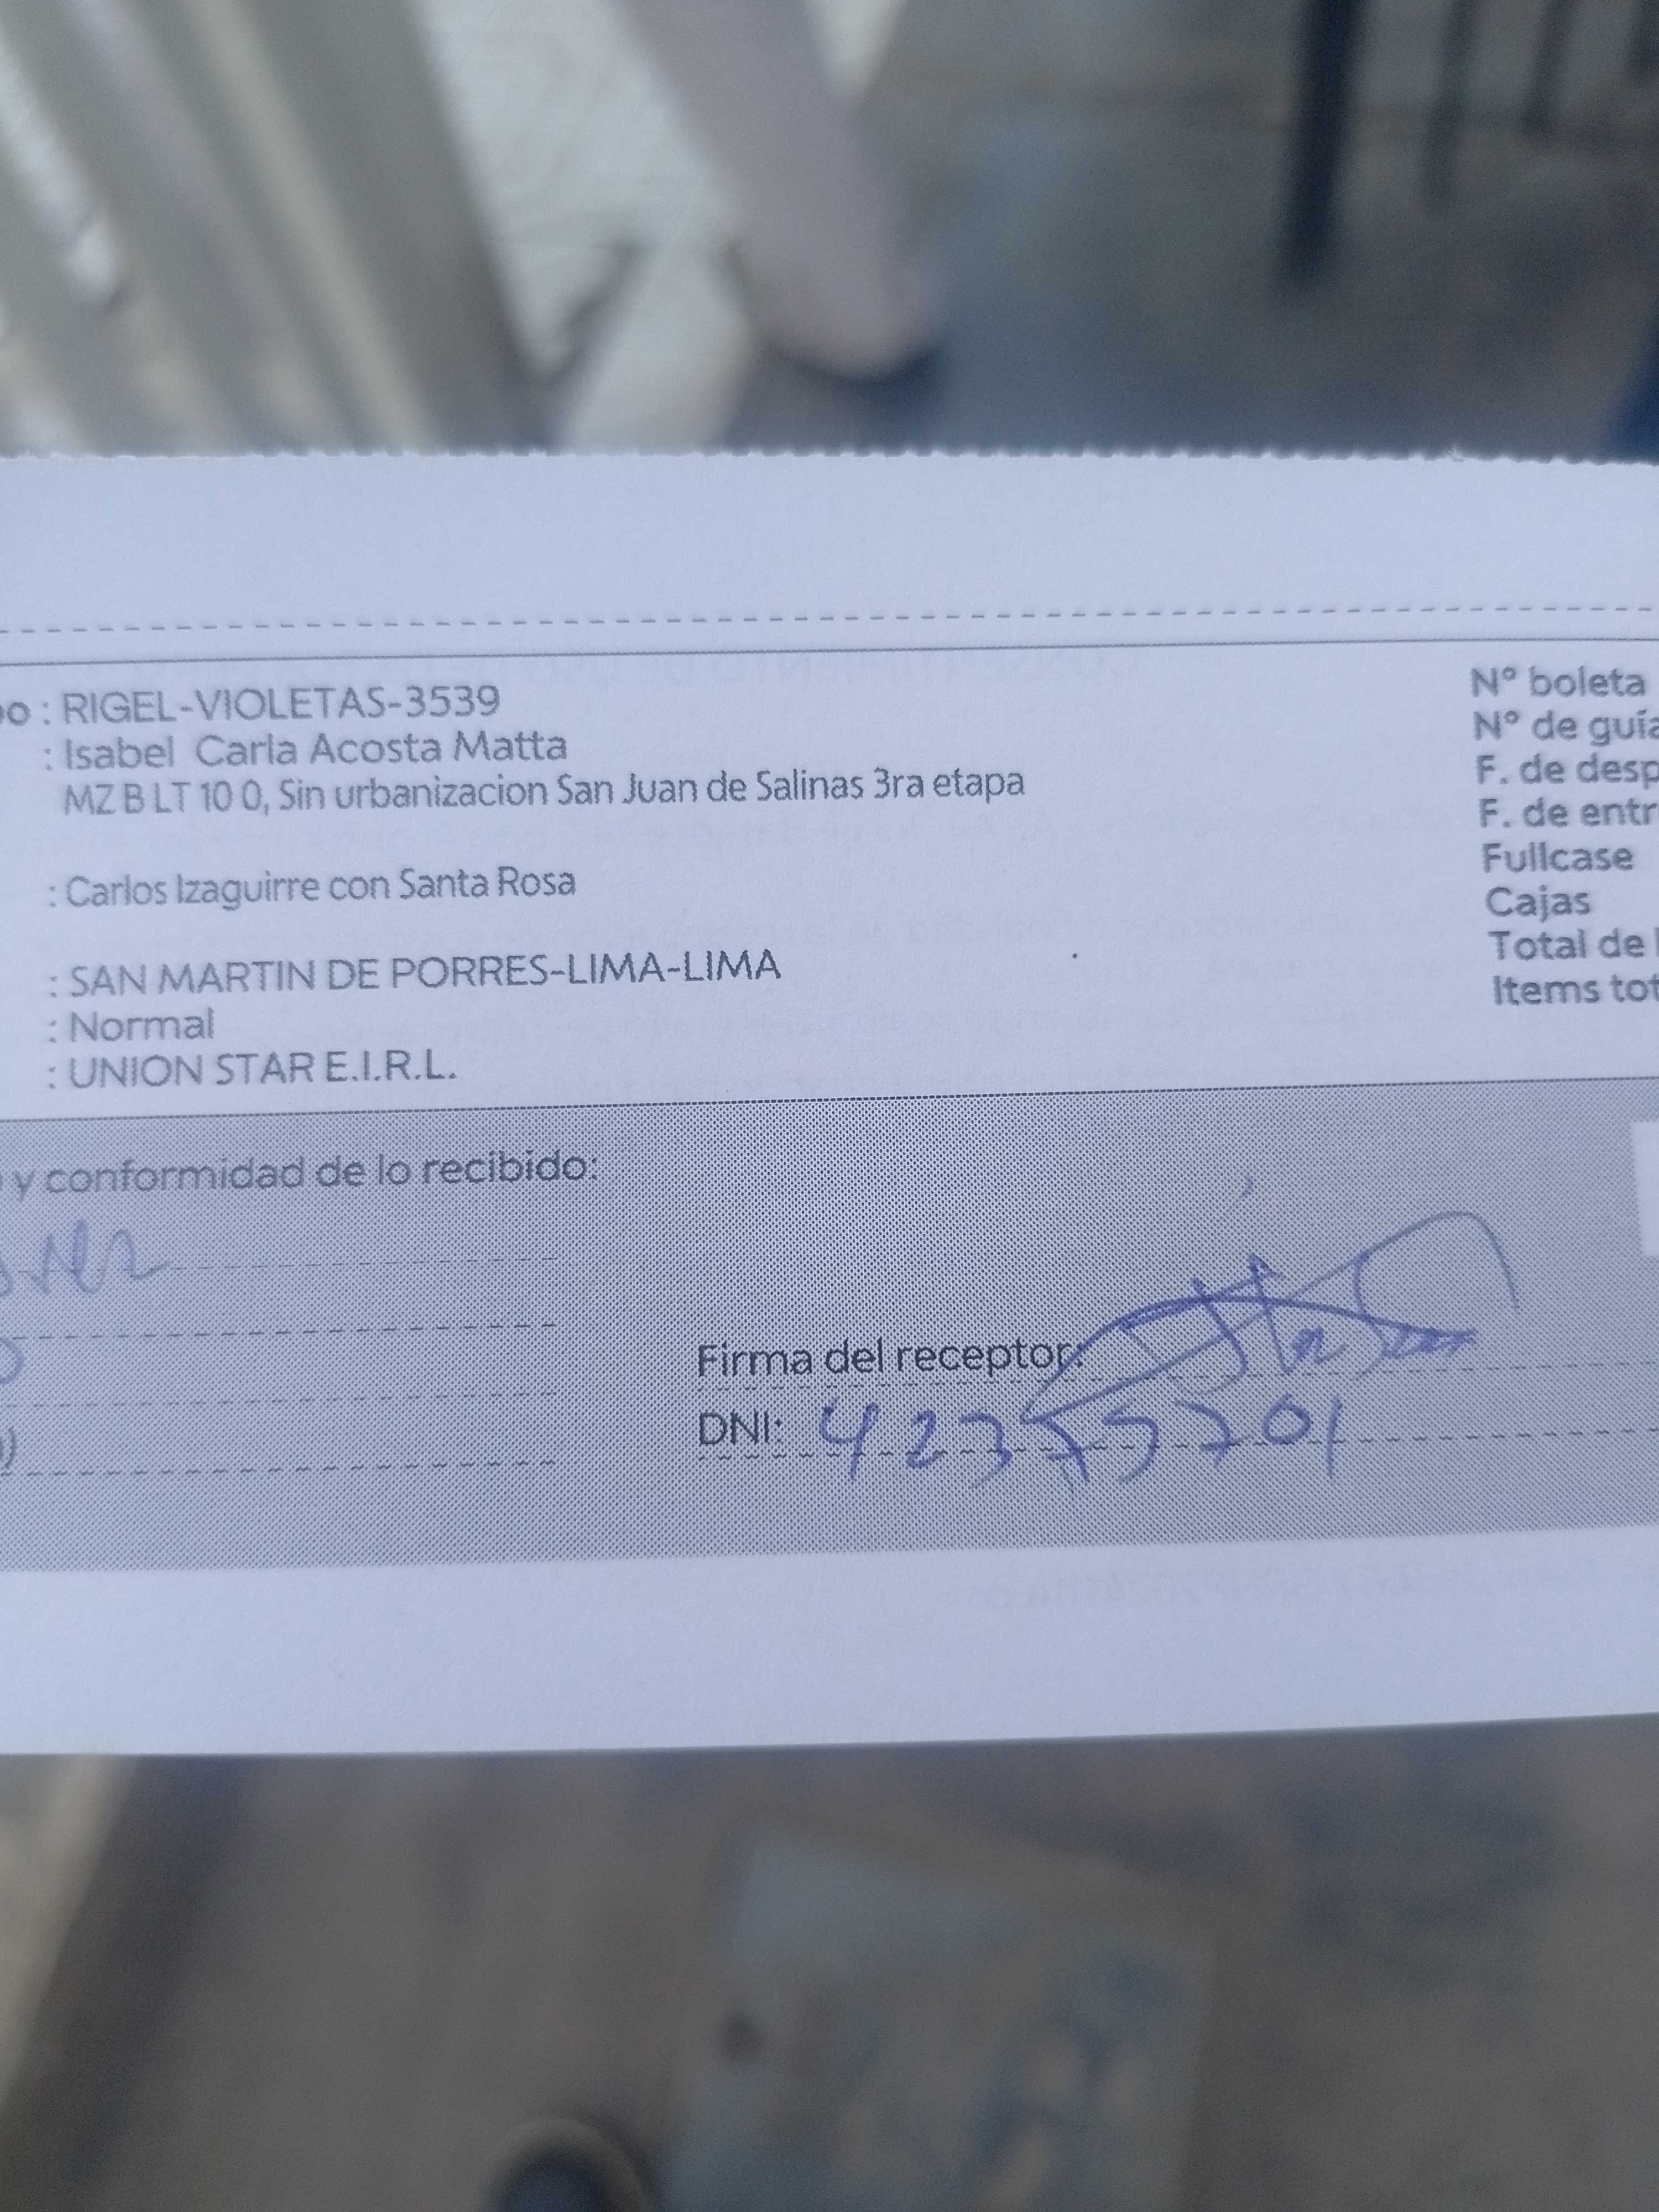 o : RIGEL-VIOLETAS-3539
: Isabel Carla Acosta Matta
MZ B LT 10 0, Sin urbanizacion San Juan de Salinas 3ra etapa
: Carlos Izaguirre con Santa Rosa
: SAN MARTIN DE PORRES-LIMA-LIMA
: Normal
: UNION STAR E.I.R.L.
Nº boleta
Nº de guía
F. de desp
F. de entr
Fullcase
Cajas
Total de
Items tot
y conformidad de lo recibido:
Firma del receptor:
DNI: